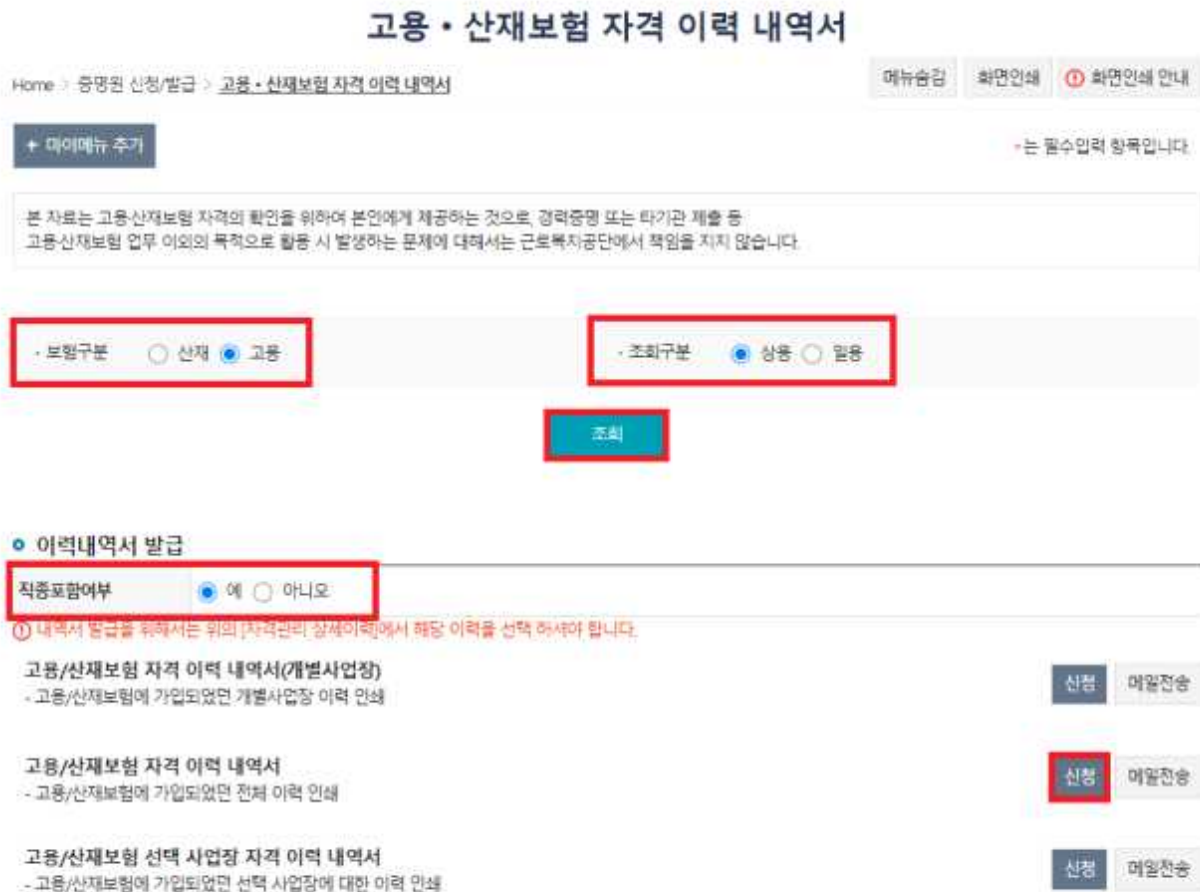 고용・산재보험 자격 이력 내역서
Home > 증명원 신청/발급 > 고용・산재보험 자격 이력 내역서
메뉴숨김 화면인쇄 화면인쇄 안내
+ 마이메뉴 추가
*는 필수입력 항목입니다.
본 자료는 고용·산재보험 자격의 확인을 위하여 본인에게 제공하는 것으로, 경력증명 또는 타기관 제출 등
고용·산재보험 업무 이외의 목적으로 활용 시 발생하는 문제에 대해서는 근로복지공단에서 책임을 지지 않습니다.
· 보험구분 산재 고용 · 조회구분 상용 일용
조회
이력내역서 발급
직종포함여부 예 아니오
내역서 발급을 위해서는 위의 [자격관리 상세이력]에서 해당 이력을 선택 하셔야 합니다.
고용/산재보험 자격 이력 내역서(개별사업장)
- 고용/산재보험에 가입되었던 개별사업장 이력 인쇄
신청 메일전송
고용/산재보험 자격 이력 내역서
- 고용/산재보험에 가입되었던 전체 이력 인쇄
신청 메일전송
고용/산재보험 선택 사업장 자격 이력 내역서
- 고용/산재보험에 가입되었던 선택 사업장에 대한 이력 인쇄
신청 메일전송